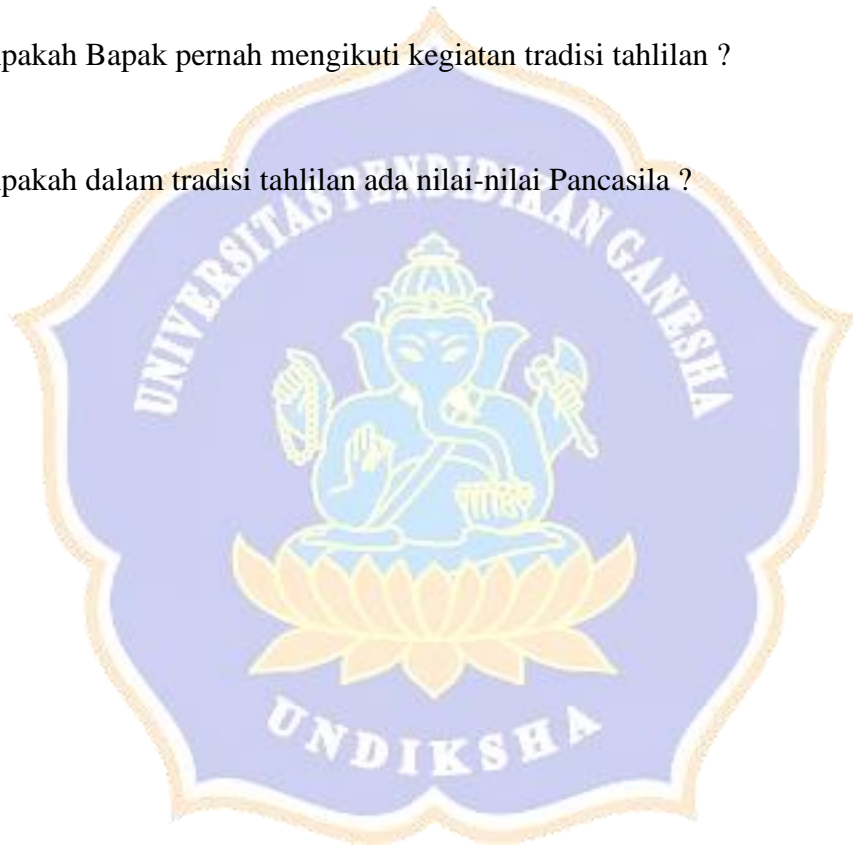 pakah Bapak pernah mengikuti kegiatan tradisi tahlilan ?
pakah dalam tradisi tahlilan ada nilai-nilai Pancasila ?
UNIVERSITAS PENDIDIKAN GANESHA
UNDIKSHA